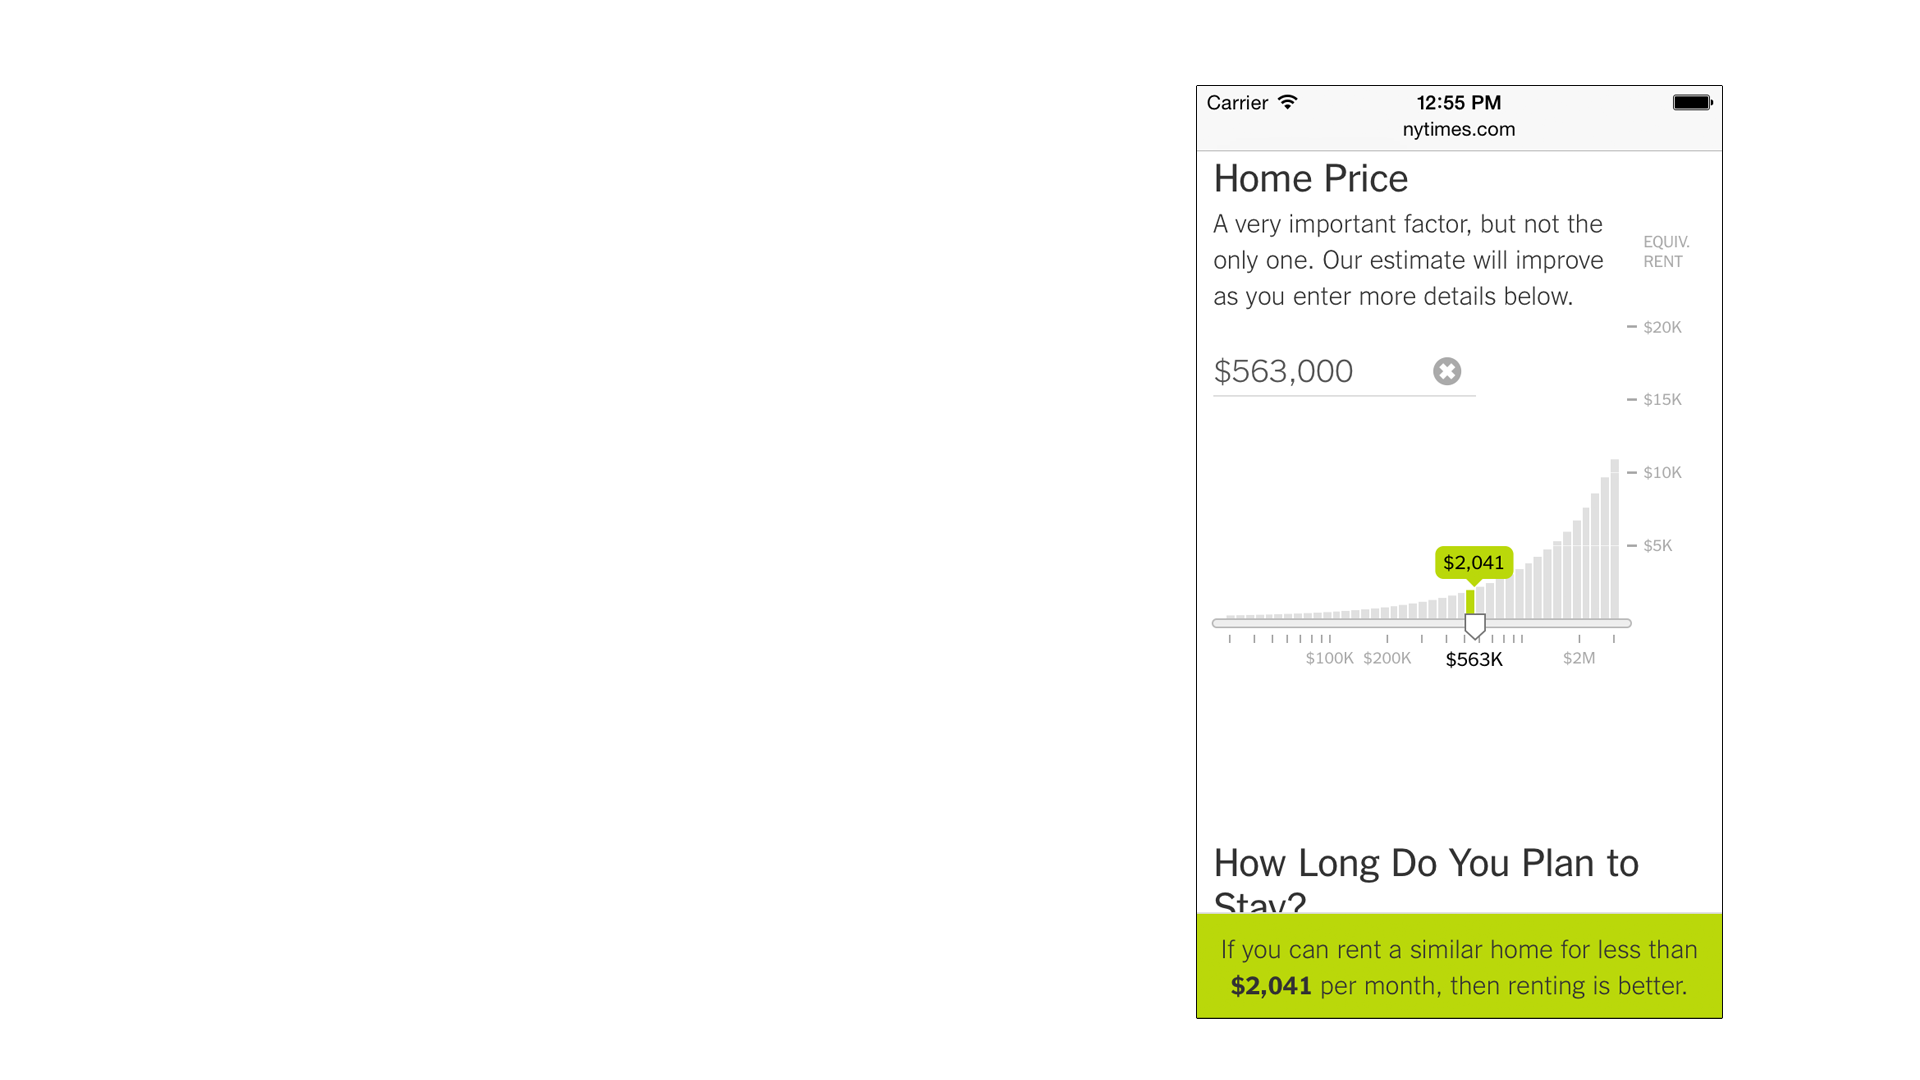 Carrier 12:55 PM
nytimes.com
Home Price
A very important factor, but not the
only one. Our estimate will improve
as you enter more details below.
EQUIV.
RENT
$20K
$563,000
$15K
$10K
$5K
$2,041
$100K $200K $563K $2M
How Long Do You Plan to
Stay?
If you can rent a similar home for less than
$2,041 per month, then renting is better.